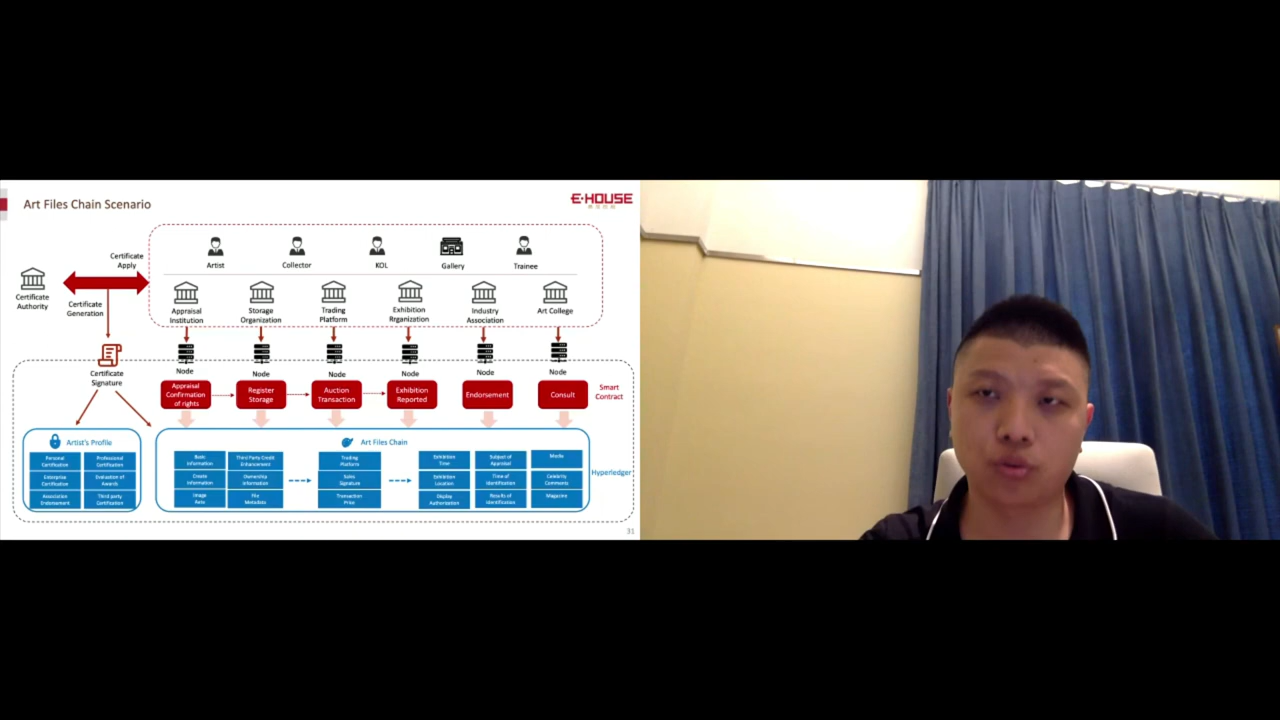 Art Files Chain Scenario
E·HOUSE
Certificate
Apply
Artist
Collector
KOL
Gallery
Trainee
Certificate
Authority
Certificate
Generation
Appraisal
Institution
Storage
Organization
Trading
Platform
Exhibition
Rrganization
Industry
Association
Art College
Certificate
Signature
Node
Node
Node
Node
Node
Node
Appraisal
Confirmation
of rights
Register
Storage
Auction
Transaction
Exhibition
Reported
Endorsement
Consult
Smart
Contract
Artist's Profile
Personal
Certification
Professional
Certification
Enterprise
Certification
Evaluation of
Awards
Association
Endorsement
Third party
Certification
Art Files Chain
Basic
Information
Third Party Credit
Enhancement
Create
Information
Ownership
Information
Image
Data
File
Metadata
Trading
Platform
Sales
Signature
Transaction
Price
Exhibition
Time
Subject of
Appraisal
Media
Exhibition
Location
Time of
Identification
Celebrity
Comments
Display
Authorization
Results of
Identification
Magazine
Hyperledger
31